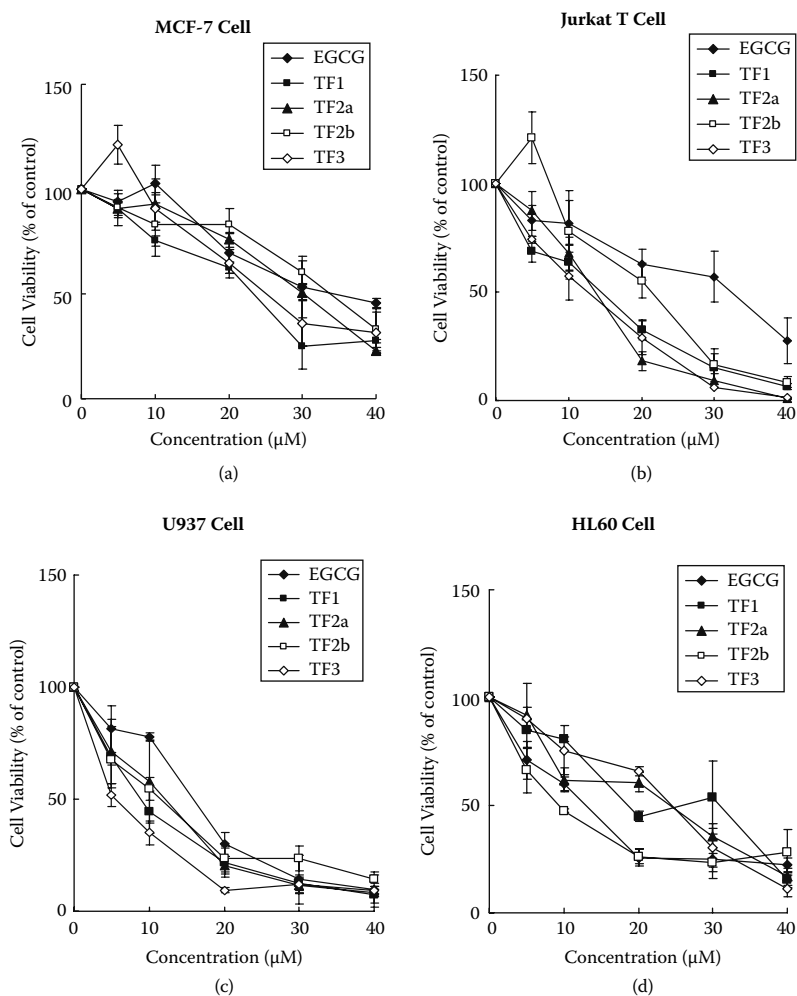 MCF-7 Cell
EGCG
TF1
TF2a
TF2b
TF3
150
100
50
0
0 10 20 30 40
Cell Viability (% of control)
Concentration (µM)
(a)
Jurkat T Cell
EGCG
TF1
TF2a
TF2b
TF3
150
100
50
0
0 10 20 30 40
Cell Viability (% of control)
Concentration (µM)
(b)
U937 Cell
EGCG
TF1
TF2a
TF2b
TF3
150
100
50
0
0 10 20 30 40
Cell Viability (% of control)
Concentration (µM)
(c)
HL60 Cell
EGCG
TF1
TF2a
TF2b
TF3
150
100
50
0
0 10 20 30 40
Cell Viability (% of control)
Concentration (µM)
(d)